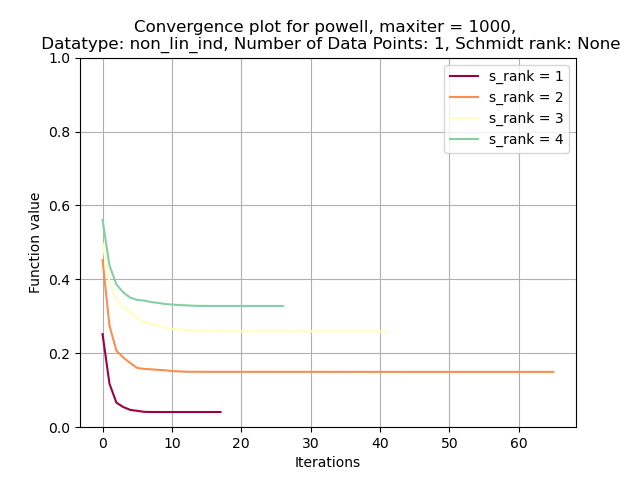 Convergence plot for powell, maxiter = 1000,
Datatype: non_lin_ind, Number of Data Points: 1, Schmidt rank: None
1.0
0.8
0.6
0.4
0.2
0.0
Function value
s_rank = 1
s_rank = 2
s_rank = 3
s_rank = 4
0 10 20 30 40 50 60
Iterations